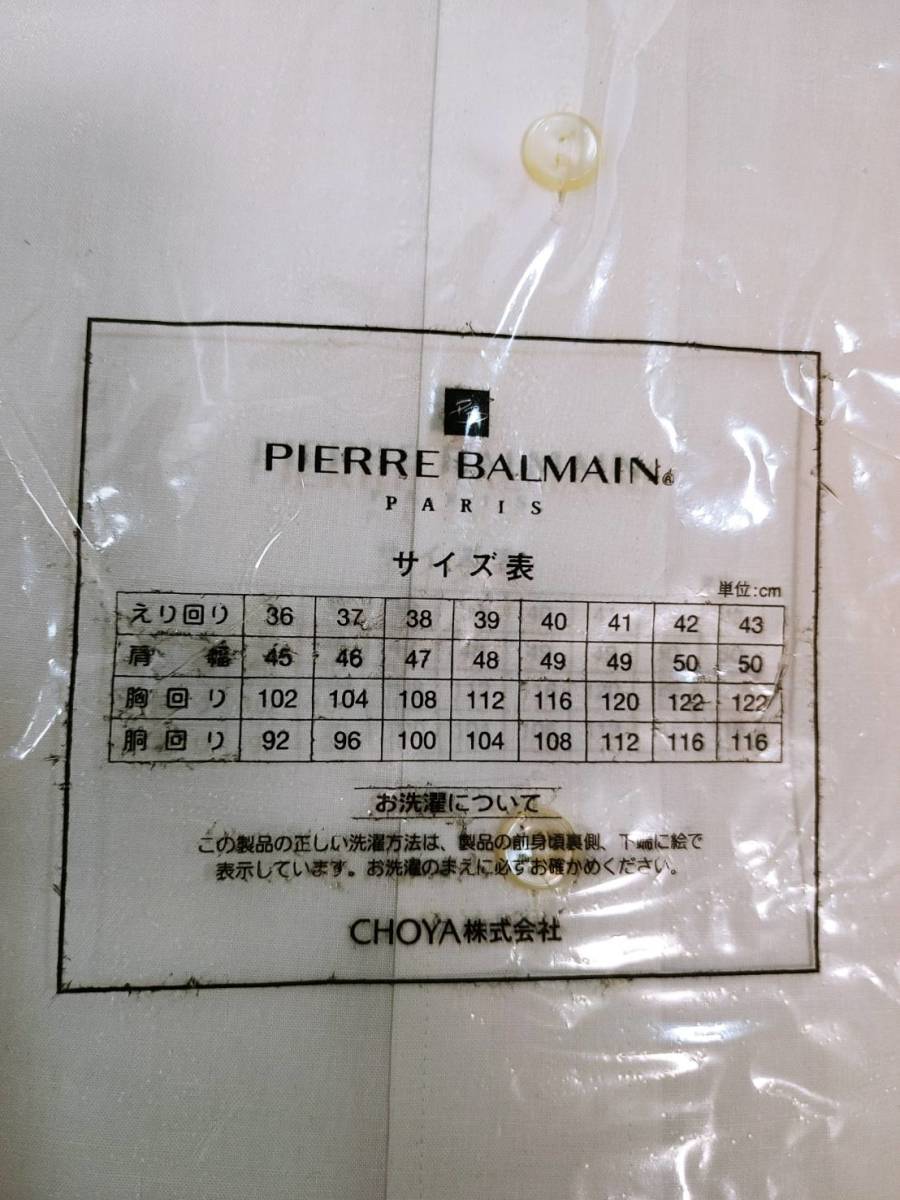 PIERRE BALMAIN®
PARIS
サイズ表
単位:cm
えり回り 36 37 38 39 40 41 42 43
肩幅 45 46 47 48 49 49 50 50
胸回り 102 104 108 112 116 120 122 122
胴回り 92 96 100 104 108 112 116 116
お洗濯について
この製品の正しい洗濯方法は、製品の前身頃裏側、下端に絵で
表示しています。お洗濯のまえに必ずお確かめください。
CHOYA株式会社